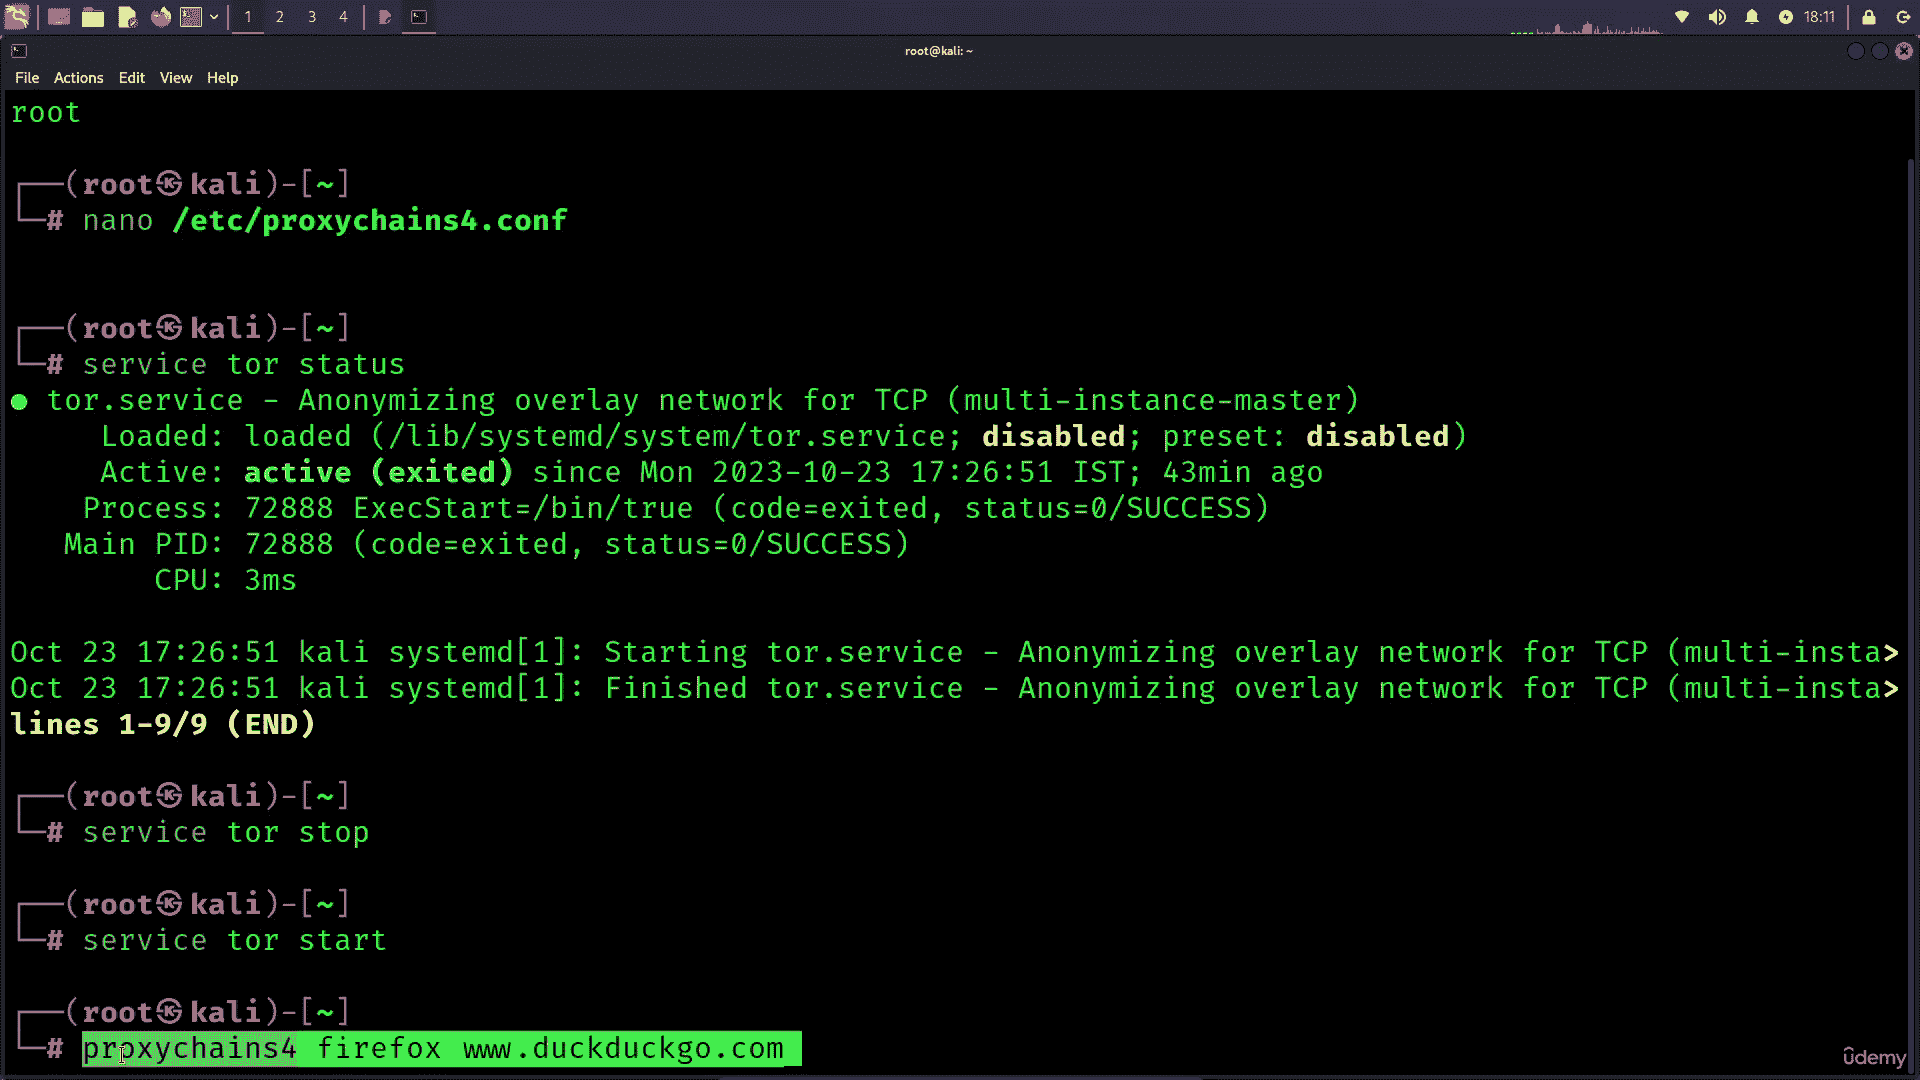 1 2 3 4 18:11
root@kali: ~
File Actions Edit View Help
root
┌──(root㉿kali)-[~]
└─# nano /etc/proxychains4.conf
┌──(root㉿kali)-[~]
└─# service tor status
● tor.service - Anonymizing overlay network for TCP (multi-instance-master)
Loaded: loaded (/lib/systemd/system/tor.service; disabled; preset: disabled)
Active: active (exited) since Mon 2023-10-23 17:26:51 IST; 43min ago
Process: 72888 ExecStart=/bin/true (code=exited, status=0/SUCCESS)
Main PID: 72888 (code=exited, status=0/SUCCESS)
CPU: 3ms
Oct 23 17:26:51 kali systemd[1]: Starting tor.service - Anonymizing overlay network for TCP (multi-insta>
Oct 23 17:26:51 kali systemd[1]: Finished tor.service - Anonymizing overlay network for TCP (multi-insta>
lines 1-9/9 (END)
┌──(root㉿kali)-[~]
└─# service tor stop
┌──(root㉿kali)-[~]
└─# service tor start
┌──(root㉿kali)-[~]
└─# proxychains4 firefox www.duckduckgo.com
ûdemy